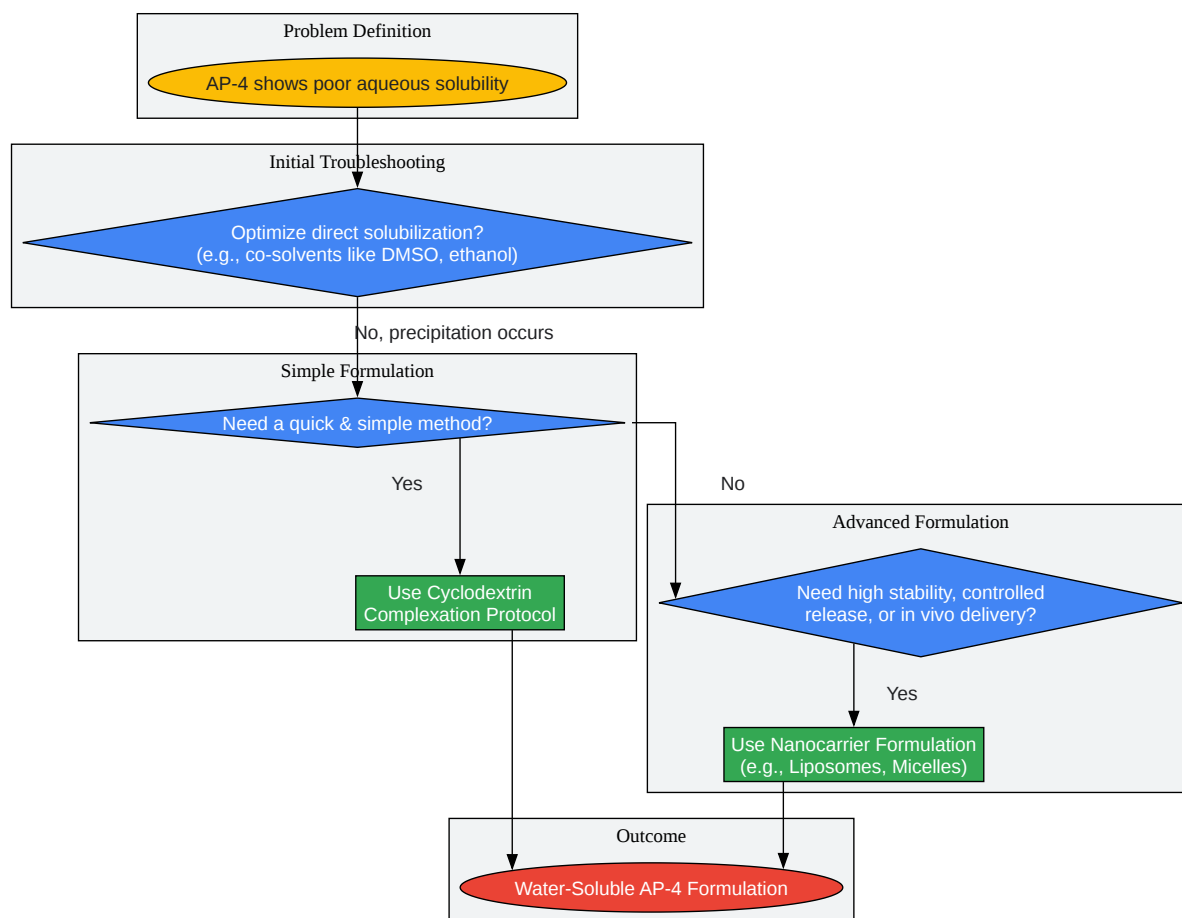 Problem Definition
AP-4 shows poor aqueous solubility
Initial Troubleshooting
Optimize direct solubilization?
(e.g., co-solvents like DMSO, ethanol)
No, precipitation occurs
Simple Formulation
Need a quick & simple method?
Yes
No
Advanced Formulation
Use Cyclodextrin
Complexation Protocol
Need high stability, controlled
release, or in vivo delivery?
Yes
Use Nanocarrier Formulation
(e.g., Liposomes, Micelles)
Outcome
Water-Soluble AP-4 Formulation